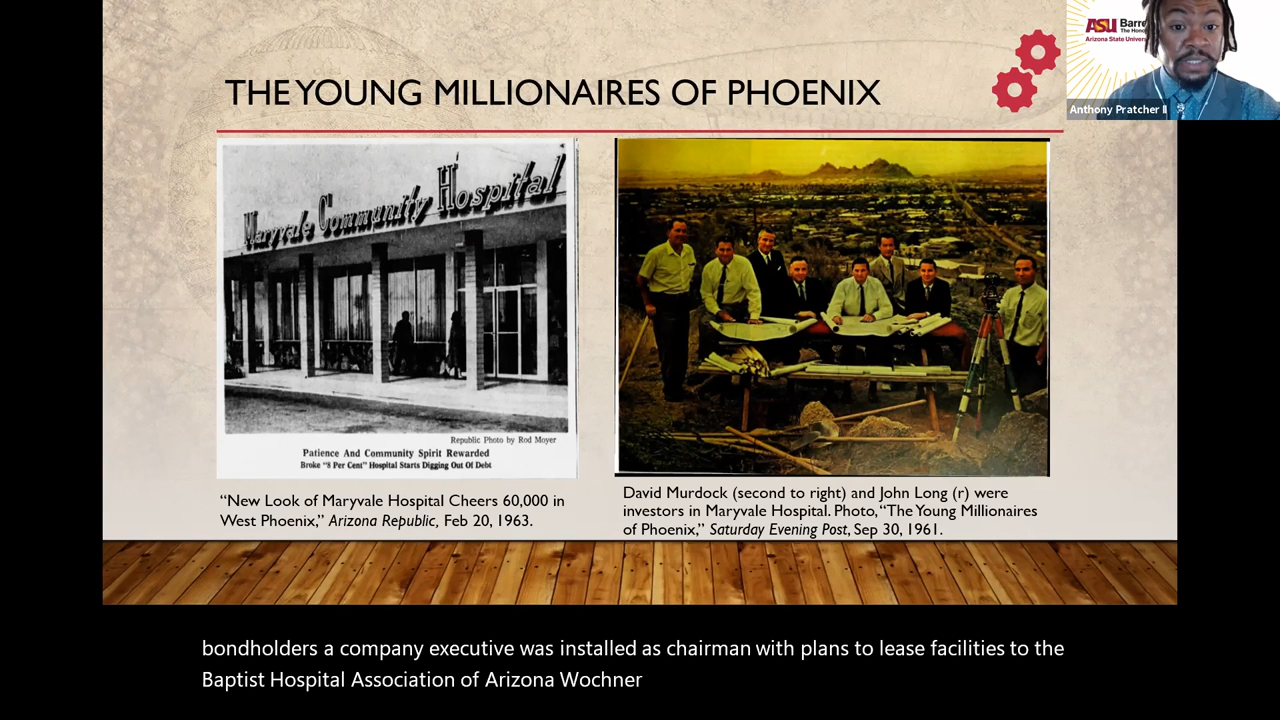 THE YOUNG MILLIONAIRES OF PHOENIX
ASU Barre
The Hono
Arizona State Univers
Anthony Pratcher II
Maryvale Community Hospital
Republic Photo by Rod Moyer
Patience And Community Spirit Rewarded
Broke "8 Per Cent" Hospital Starts Digging Out Of Debt
“New Look of Maryvale Hospital Cheers 60,000 in
West Phoenix,” Arizona Republic, Feb 20, 1963.
David Murdock (second to right) and John Long (r) were
investors in Maryvale Hospital. Photo, “The Young Millionaires
of Phoenix,” Saturday Evening Post, Sep 30, 1961.
bondholders a company executive was installed as chairman with plans to lease facilities to the
Baptist Hospital Association of Arizona Wochner